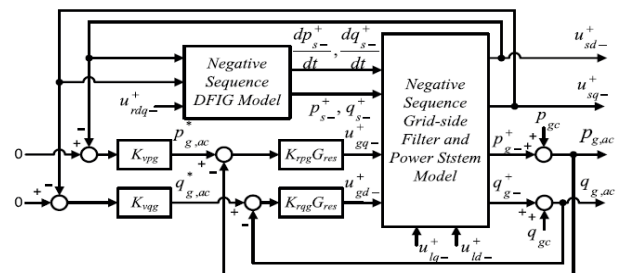 Negative
Sequence
DFIG Model
u⁺rdq−
dp⁺s−/dt , dq⁺s−/dt
p⁺s−, q⁺s−
Negative
Sequence
Grid-side
Filter and
Power Ststem
Model
u⁺sd−
u⁺sq−
0 + − Kvpg p*g,ac + − KrpgGres u⁺gq− p⁺g− + + pgc pg,ac
0 + − Kvqg q*g,ac + − KrqgGres u⁺gd− q⁺g− + + qgc qg,ac
u⁺lq− u⁺ld−